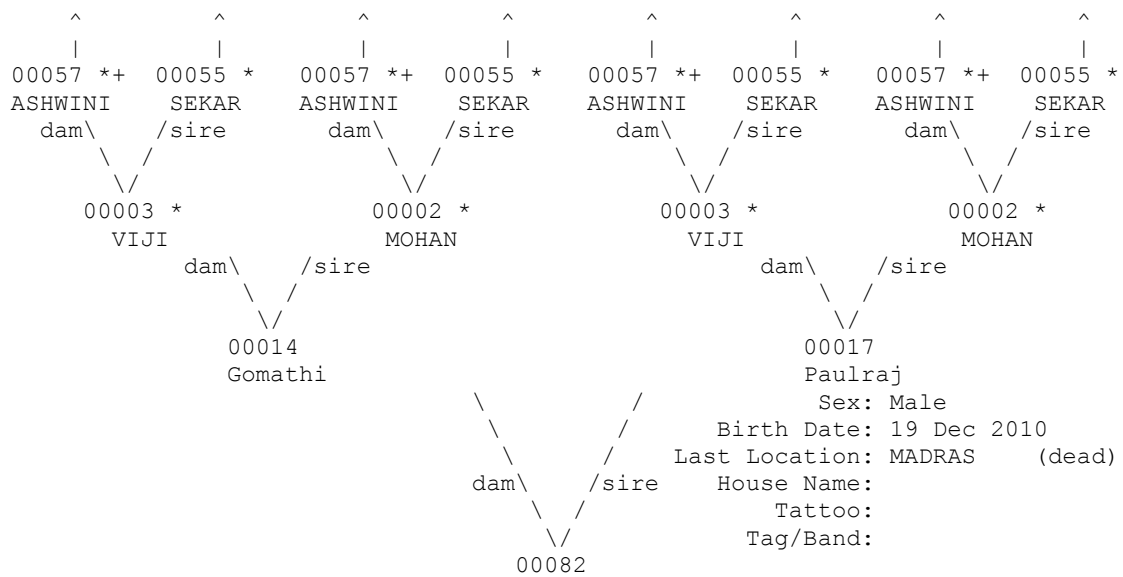 ^ ^ ^ ^ ^ ^ ^ ^
| | | | | | | |
00057 *+ 00055 * 00057 *+ 00055 * 00057 *+ 00055 * 00057 *+ 00055 *
ASHWINI SEKAR ASHWINI SEKAR ASHWINI SEKAR ASHWINI SEKAR
dam\ /sire dam\ /sire dam\ /sire dam\ /sire
\ / \ / \ / \ /
\/ \/ \/ \/
00003 * 00002 * 00003 * 00002 *
VIJI MOHAN VIJI MOHAN
dam\ /sire dam\ /sire
\ / \ /
\/ \/
00014 00017
Gomathi Paulraj
\ / Sex: Male
\ / Birth Date: 19 Dec 2010
\ / Last Location: MADRAS (dead)
dam\ /sire House Name:
\ / Tattoo:
\/ Tag/Band:
00082